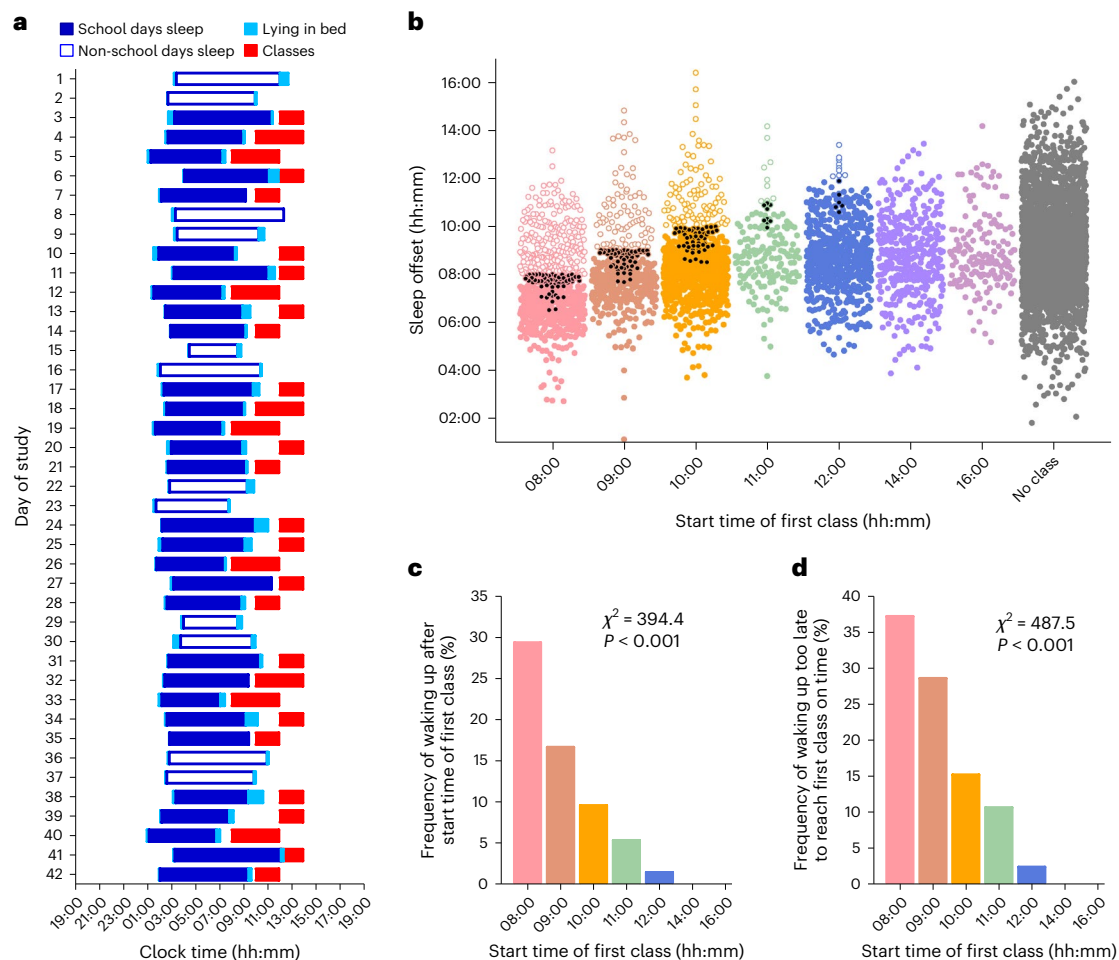 a
School days sleep
Lying in bed
Non-school days sleep
Classes
Day of study
1
2
3
4
5
6
7
8
9
10
11
12
13
14
15
16
17
18
19
20
21
22
23
24
25
26
27
28
29
30
31
32
33
34
35
36
37
38
39
40
41
42
19:00 21:00 23:00 01:00 03:00 05:00 07:00 09:00 11:00 13:00 15:00 17:00 19:00
Clock time (hh:mm)
b
Sleep offset (hh:mm)
16:00
14:00
12:00
10:00
08:00
06:00
04:00
02:00
08:00 09:00 10:00 11:00 12:00 14:00 16:00 No class
Start time of first class (hh:mm)
c
Frequency of waking up after
start time of first class (%)
35
30
25
20
15
10
5
0
χ² = 394.4
P < 0.001
08:00 09:00 10:00 11:00 12:00 14:00 16:00
Start time of first class (hh:mm)
d
Frequency of waking up too late
to reach first class on time (%)
40
35
30
25
20
15
10
5
0
χ² = 487.5
P < 0.001
08:00 09:00 10:00 11:00 12:00 14:00 16:00
Start time of first class (hh:mm)